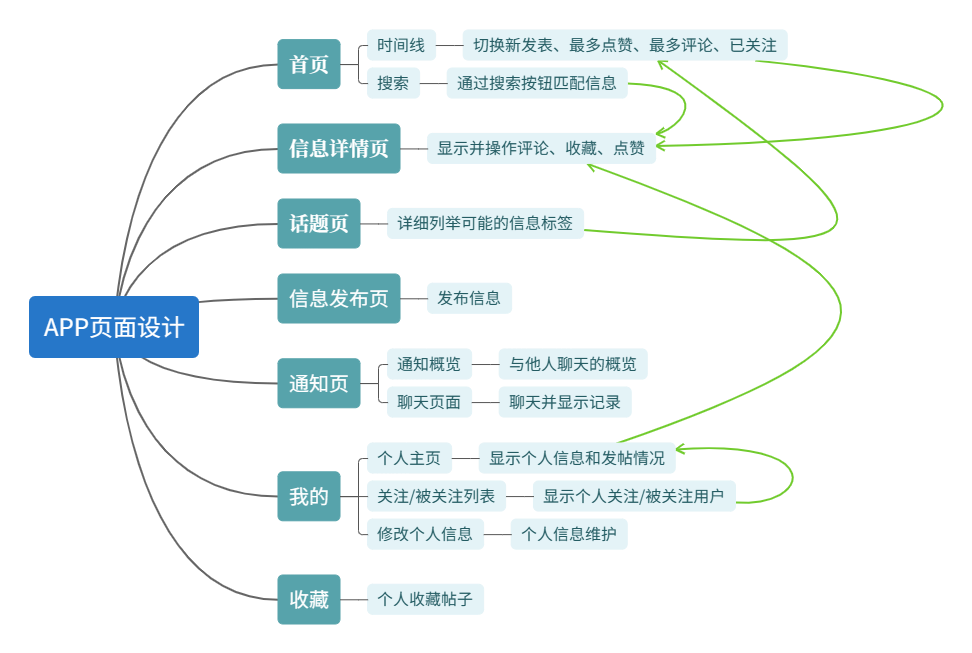 APP页面设计
首页
时间线
切换新发表、最多点赞、最多评论、已关注
搜索
通过搜索按钮匹配信息
信息详情页
显示并操作评论、收藏、点赞
话题页
详细列举可能的信息标签
信息发布页
发布信息
通知页
通知概览
与他人聊天的概览
聊天页面
聊天并显示记录
我的
个人主页
显示个人信息和发帖情况
关注/被关注列表
显示个人关注/被关注用户
修改个人信息
个人信息维护
收藏
个人收藏帖子